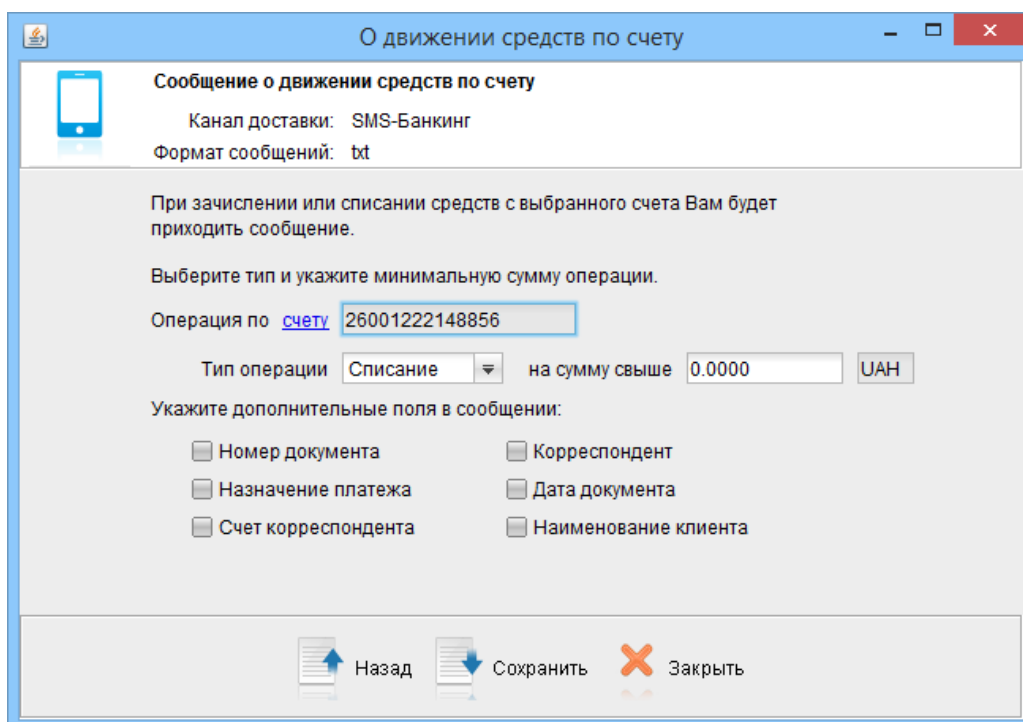 О движении средств по счету
Сообщение о движении средств по счету
Канал доставки: SMS-Банкинг
Формат сообщений: txt
При зачислении или списании средств с выбранного счета Вам будет
приходить сообщение.
Выберите тип и укажите минимальную сумму операции.
Операция по счету 26001222148856
Тип операции Списание на сумму свыше 0.0000 UAH
Укажите дополнительные поля в сообщении:
Номер документа Корреспондент
Назначение платежа Дата документа
Счет корреспондента Наименование клиента
Назад Сохранить Закрыть